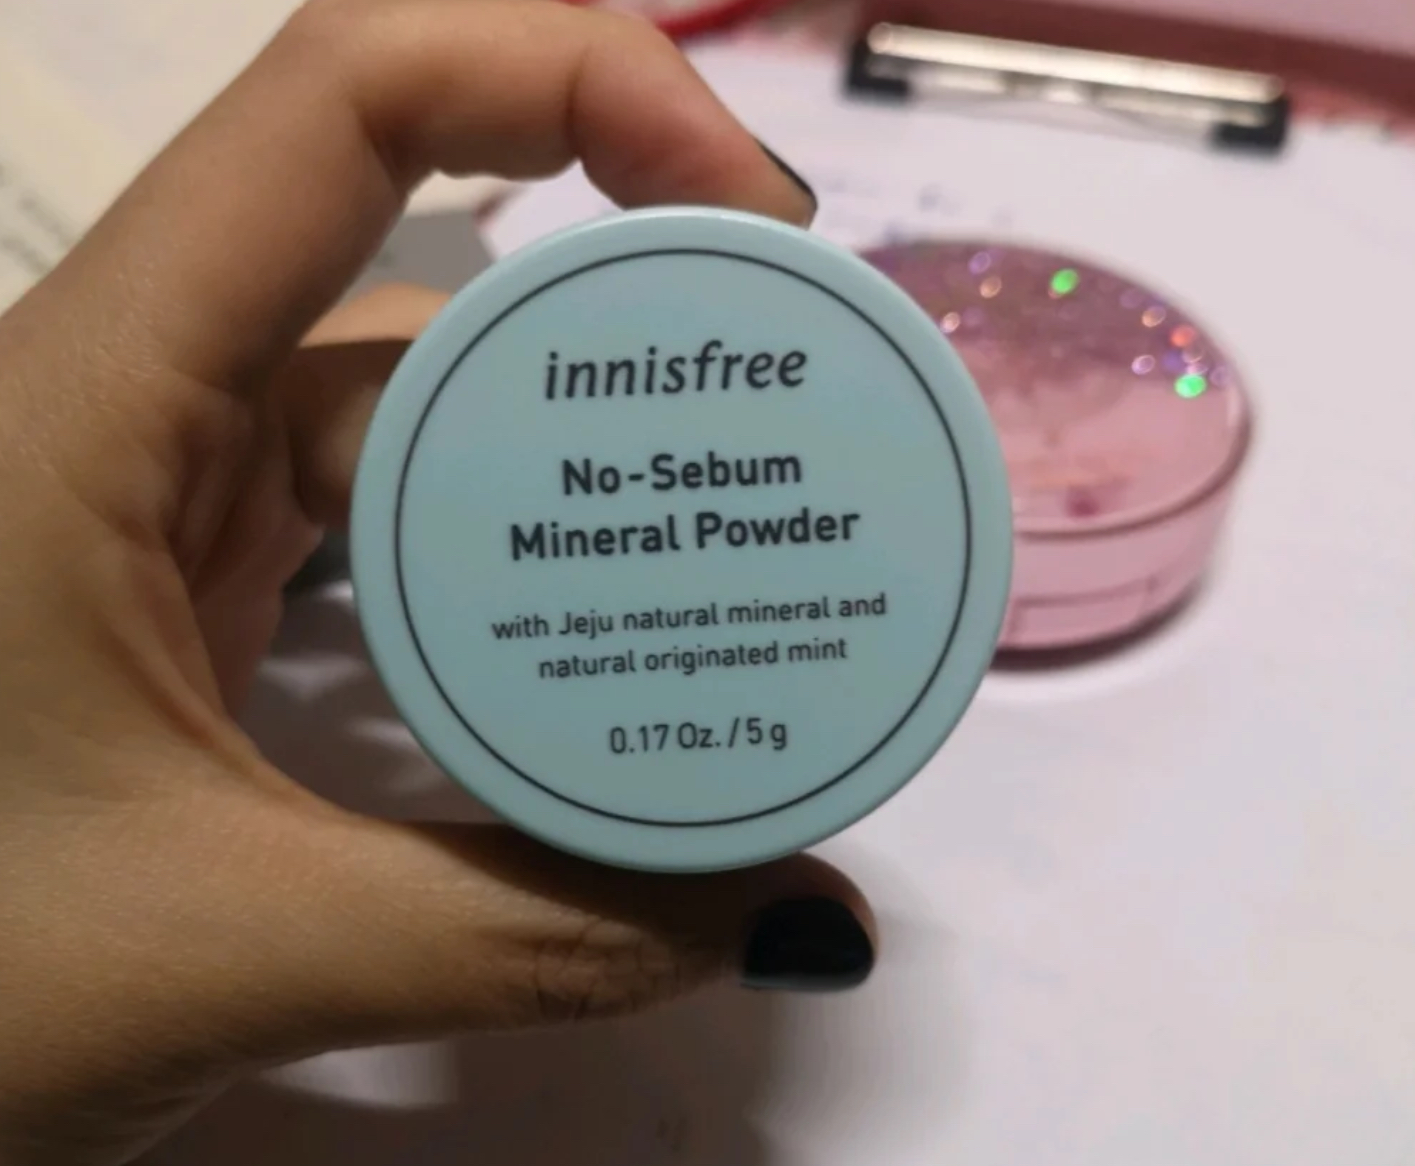 innisfree
No-Sebum
Mineral Powder
with Jeju natural mineral and
natural originated mint
0.17 Oz. / 5 g